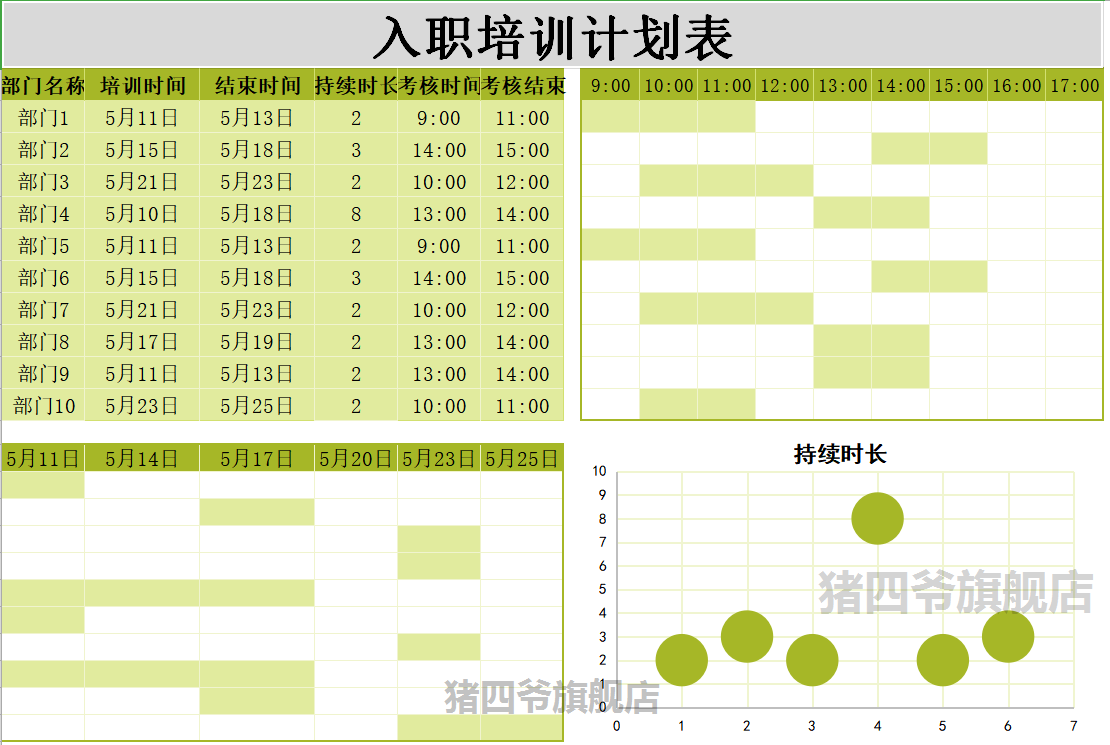 入职培训计划表
部门名称 培训时间 结束时间 持续时长 考核时间 考核结束
部门1 5月11日 5月13日 2 9:00 11:00
部门2 5月15日 5月18日 3 14:00 15:00
部门3 5月21日 5月23日 2 10:00 12:00
部门4 5月10日 5月18日 8 13:00 14:00
部门5 5月11日 5月13日 2 9:00 11:00
部门6 5月15日 5月18日 3 14:00 15:00
部门7 5月21日 5月23日 2 10:00 12:00
部门8 5月17日 5月19日 2 13:00 14:00
部门9 5月11日 5月13日 2 13:00 14:00
部门10 5月23日 5月25日 2 10:00 11:00
9:00 10:00 11:00 12:00 13:00 14:00 15:00 16:00 17:00
5月11日 5月14日 5月17日 5月20日 5月23日 5月25日
持续时长
10
9
8
7
6
5
4
3
2
1
0
0 1 2 3 4 5 6 7
猪四爷旗舰店
猪四爷旗舰店